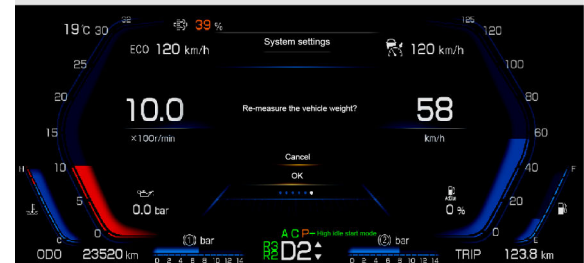 19°C 30 32 39 % 125 120
ECO 120 km/h System settings 120 km/h
25 100
20 10.0 Re-measure the vehicle weight? 58 80
15 ×100r/min km/h 60
Cancel
H 10 OK 40 F
5 0.0 bar 0 % 20
A C P High idle start mode
C 0 ① bar R3 D2 ② bar 0 E
R2
ODO 23520 km 0 2 4 6 8 10 12 14 0 2 4 6 8 10 12 14 TRIP 123.8 km